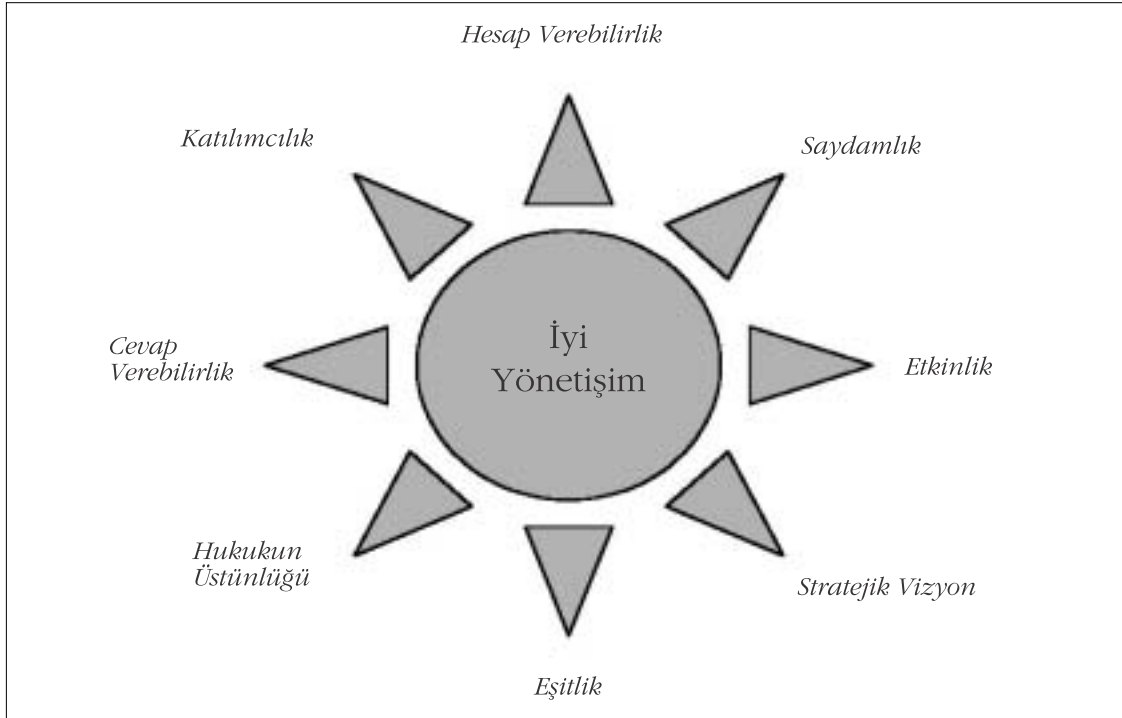 Hesap Verebilirlik
Katılımcılık
Saydamlık
İyi
Yönetişim
Cevap
Verebilirlik
Etkinlik
Hukukun
Üstünlüğü
Stratejik Vizyon
Eşitlik